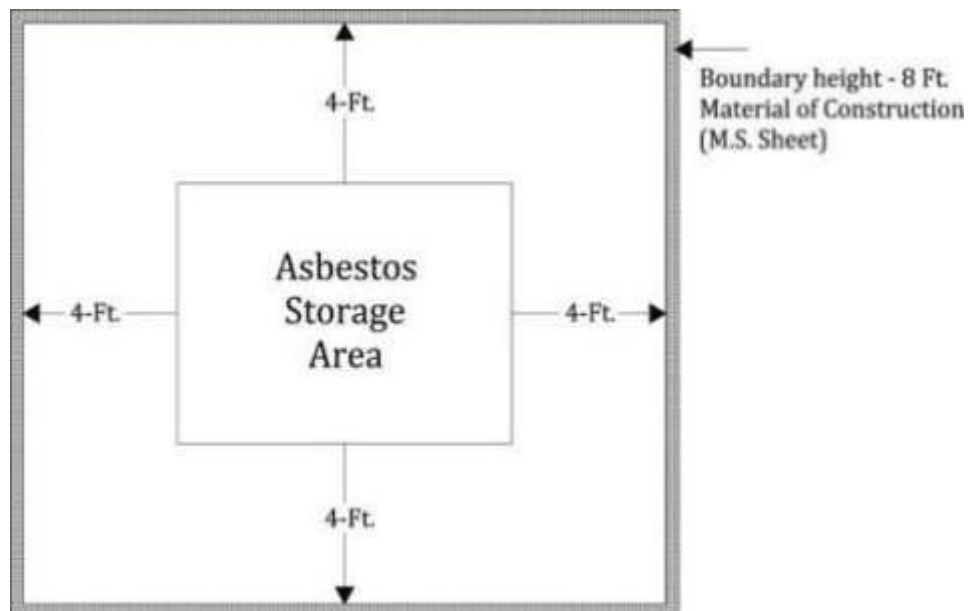 4-Ft.
Boundary height - 8 Ft.
Material of Construction
(M.S. Sheet)
Asbestos
Storage
Area
4-Ft.
4-Ft.
4-Ft.